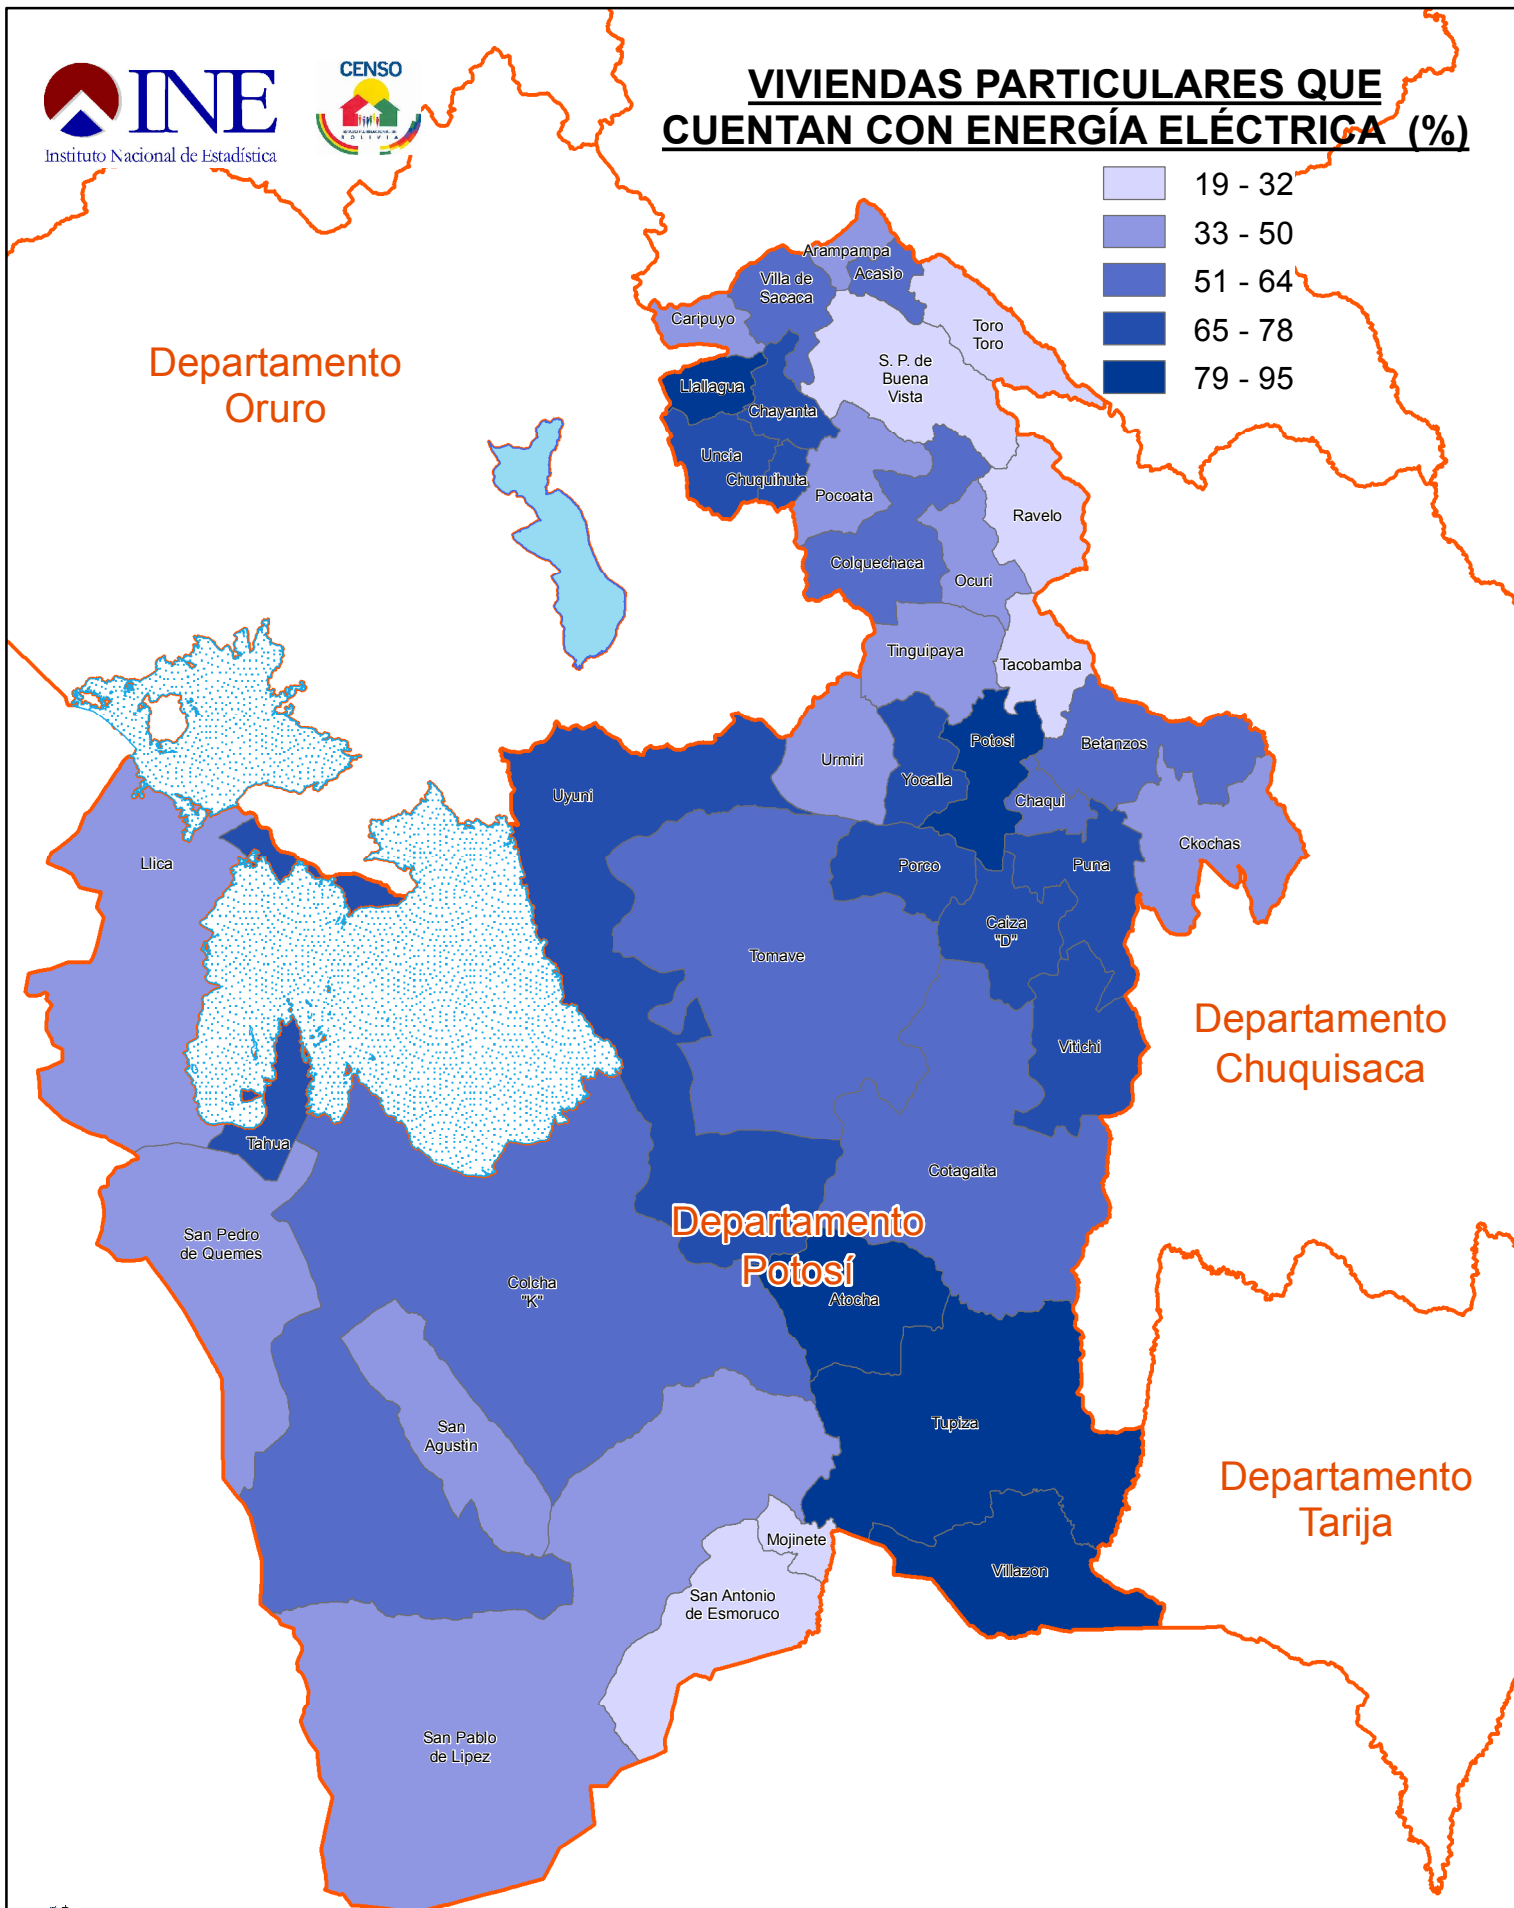 INE
Instituto Nacional de Estadística
CENSO
BOLIVIA
VIVIENDAS PARTICULARES QUE
CUENTAN CON ENERGÍA ELÉCTRICA (%)
19 - 32
33 - 50
51 - 64
65 - 78
79 - 95
Departamento
Oruro
Arampampa
Acasio
Villa de
Sacaca
Caripuyo
Toro
Toro
S. P. de
Buena
Vista
Llallagua
Chayanta
Uncia
Chuquihuta
Pocoata
Ravelo
Colquechaca
Ocuri
Tinguipaya
Tacobamba
Potosi
Betanzos
Urmiri
Yocalla
Chaqui
Uyuni
Ckochas
Llica
Porco
Puna
Caiza
"D"
Tomave
Departamento
Chuquisaca
Vitichi
Tahua
Cotagaita
San Pedro
de Quemes
Departamento
Potosí
Colcha
"K"
Atocha
Tupiza
San
Agustin
Departamento
Tarija
Mojinete
Villazon
San Antonio
de Esmoruco
San Pablo
de Lipez